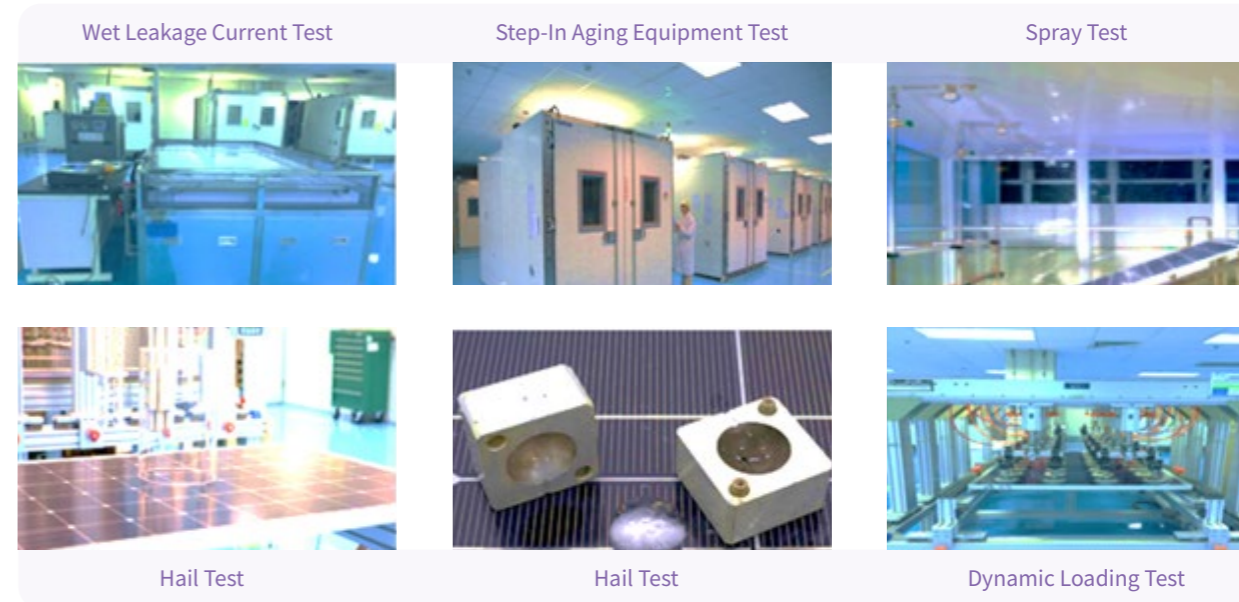 Wet Leakage Current Test
Step-In Aging Equipment Test
Spray Test
Hail Test
Hail Test
Dynamic Loading Test